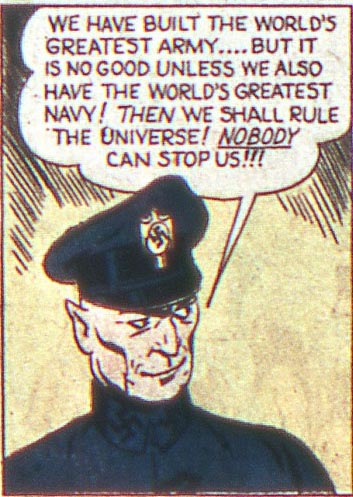 WE HAVE BUILT THE WORLD'S
GREATEST ARMY....BUT IT
IS NO GOOD UNLESS WE ALSO
HAVE THE WORLD'S GREATEST
NAVY! THEN WE SHALL RULE
THE UNIVERSE! NOBODY
CAN STOP US!!!